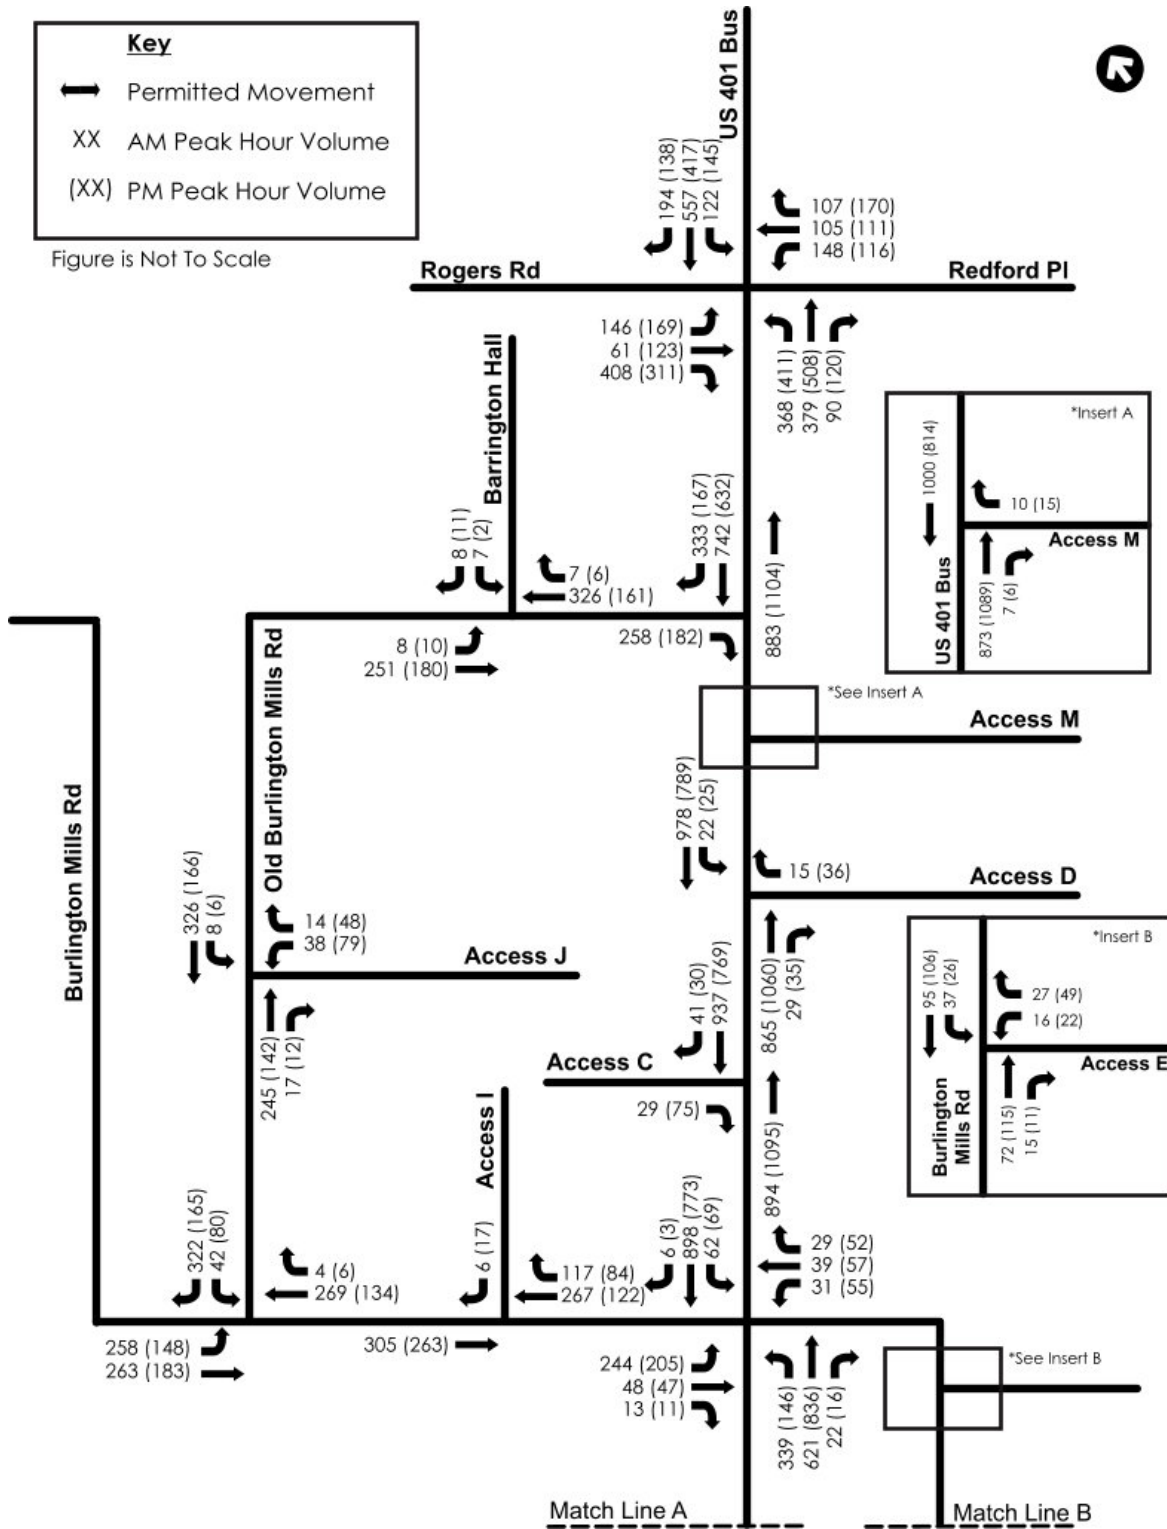 Key
Permitted Movement
XX AM Peak Hour Volume
(XX) PM Peak Hour Volume
Figure is Not To Scale
US 401 Bus
194 (138)
557 (417)
122 (145)
107 (170)
105 (111)
148 (116)
Rogers Rd
Redford Pl
146 (169)
61 (123)
408 (311)
368 (411)
379 (508)
90 (120)
Barrington Hall
8 (11)
7 (2)
7 (6)
326 (161)
333 (167)
742 (632)
883 (1104)
8 (10)
251 (180)
258 (182)
*Insert A
1000 (814)
10 (15)
Access M
US 401 Bus
873 (1089)
7 (6)
*See Insert A
Access M
Burlington Mills Rd
Old Burlington Mills Rd
978 (789)
22 (25)
15 (36)
Access D
326 (166)
8 (6)
14 (48)
38 (79)
Access J
245 (142)
17 (12)
41 (30)
937 (769)
865 (1060)
29 (35)
Access C
29 (75)
*Insert B
95 (106)
37 (26)
27 (49)
16 (22)
Access E
Burlington
Mills Rd
72 (115)
15 (11)
Access I
894 (1095)
322 (165)
42 (80)
4 (6)
269 (134)
6 (17)
117 (84)
267 (122)
6 (3)
898 (773)
62 (69)
29 (52)
39 (57)
31 (55)
258 (148)
263 (183)
305 (263)
244 (205)
48 (47)
13 (11)
339 (146)
621 (836)
22 (16)
*See Insert B
Match Line A
Match Line B